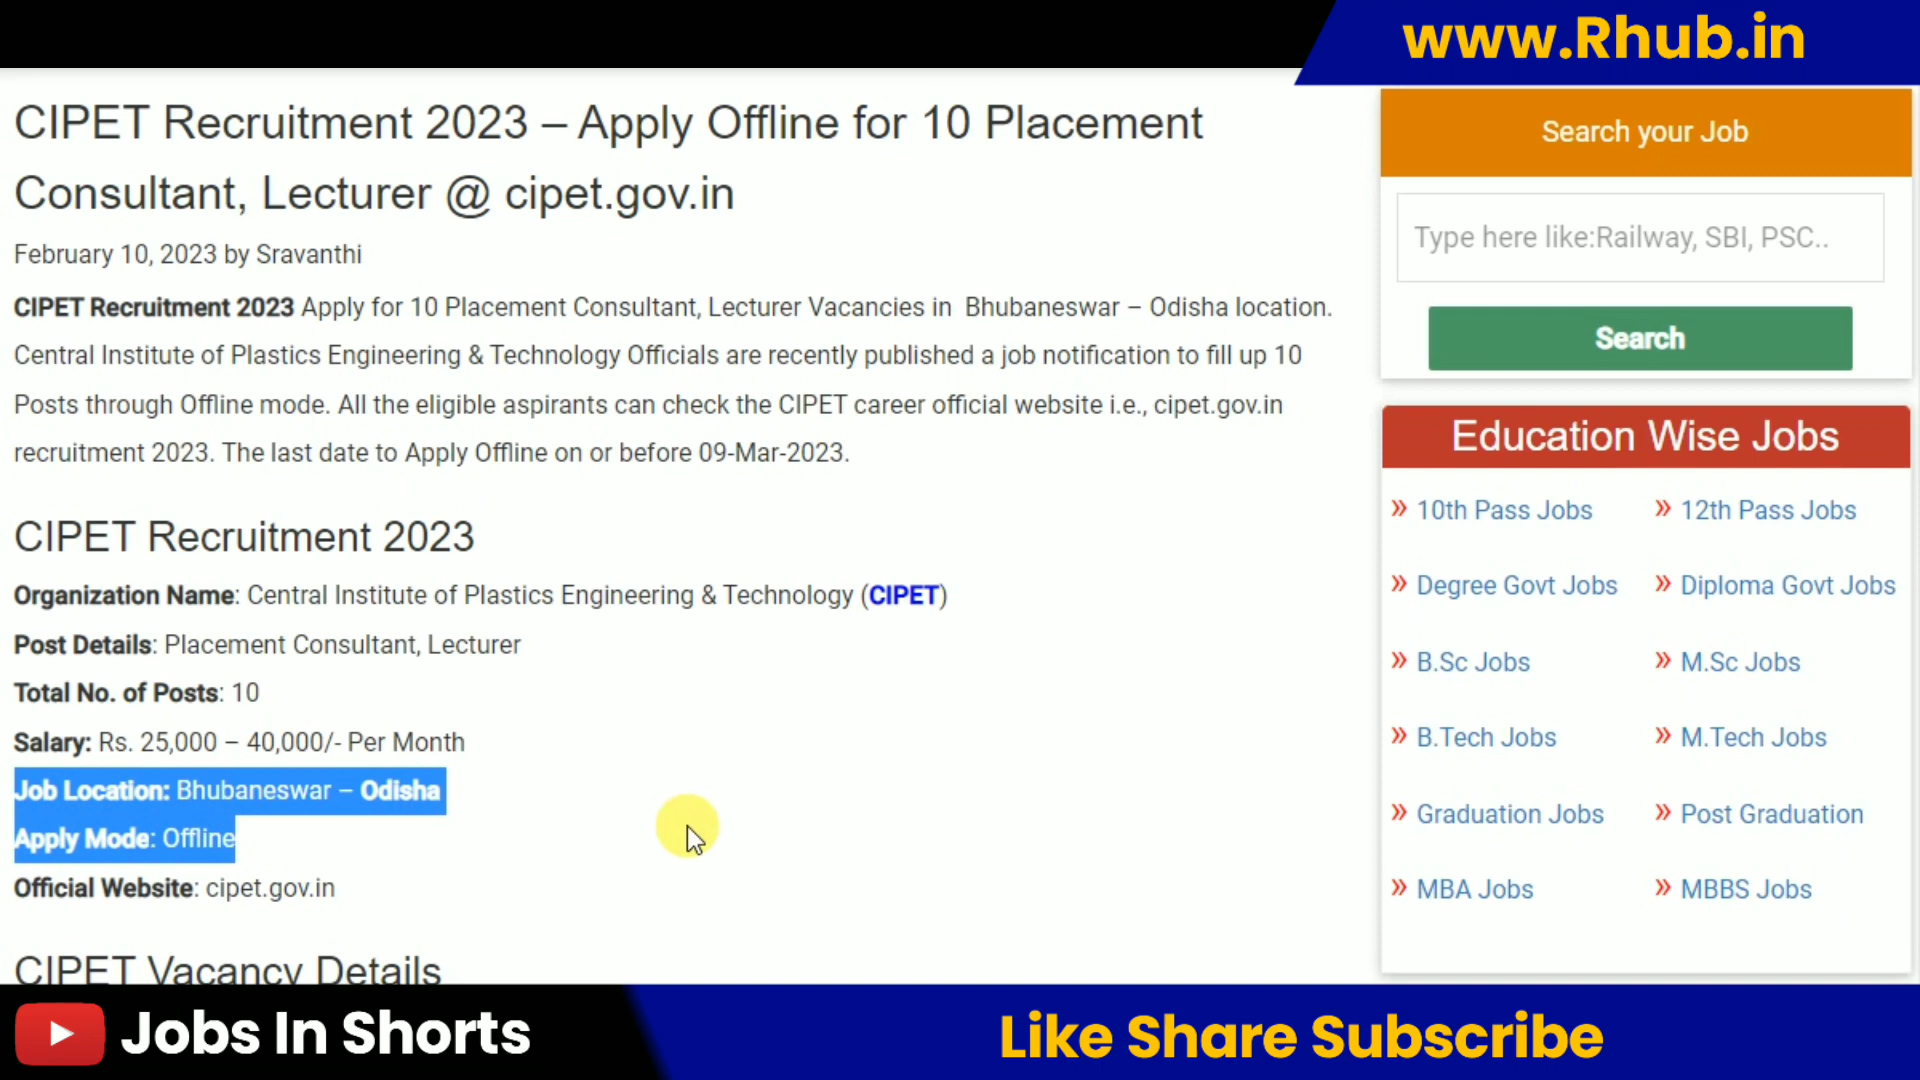 www.Rhub.in
CIPET Recruitment 2023 – Apply Offline for 10 Placement
Consultant, Lecturer @ cipet.gov.in
February 10, 2023 by Sravanthi
CIPET Recruitment 2023 Apply for 10 Placement Consultant, Lecturer Vacancies in Bhubaneswar – Odisha location.
Central Institute of Plastics Engineering & Technology Officials are recently published a job notification to fill up 10
Posts through Offline mode. All the eligible aspirants can check the CIPET career official website i.e., cipet.gov.in
recruitment 2023. The last date to Apply Offline on or before 09-Mar-2023.
CIPET Recruitment 2023
Organization Name: Central Institute of Plastics Engineering & Technology (CIPET)
Post Details: Placement Consultant, Lecturer
Total No. of Posts: 10
Salary: Rs. 25,000 – 40,000/- Per Month
Job Location: Bhubaneswar – Odisha
Apply Mode: Offline
Official Website: cipet.gov.in
CIPET Vacancy Details
Search your Job
Type here like:Railway, SBI, PSC..
Search
Education Wise Jobs
» 10th Pass Jobs » 12th Pass Jobs
» Degree Govt Jobs » Diploma Govt Jobs
» B.Sc Jobs » M.Sc Jobs
» B.Tech Jobs » M.Tech Jobs
» Graduation Jobs » Post Graduation
» MBA Jobs » MBBS Jobs
Jobs In Shorts
Like Share Subscribe